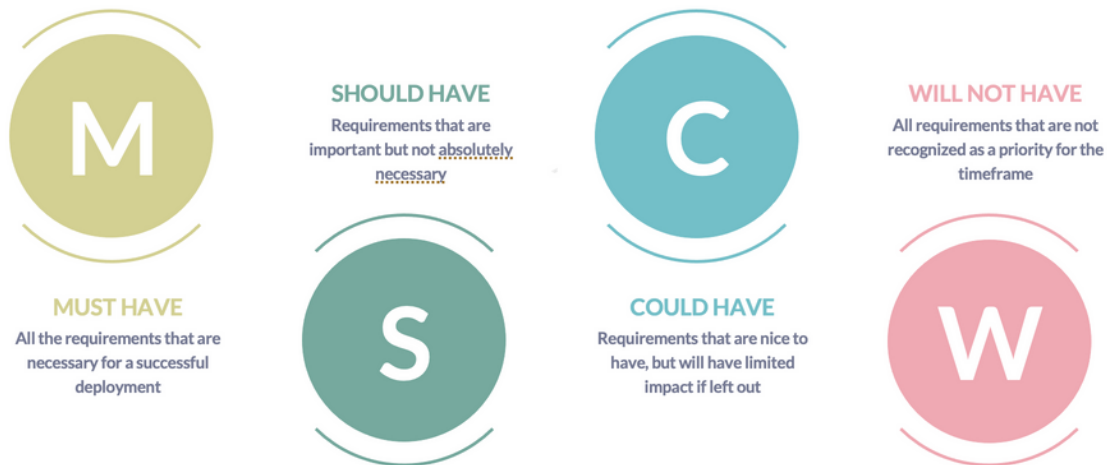 M
MUST HAVE
All the requirements that are
necessary for a successful
deployment
SHOULD HAVE
Requirements that are
important but not absolutely
necessary
S
C
COULD HAVE
Requirements that are nice to
have, but will have limited
impact if left out
WILL NOT HAVE
All requirements that are not
recognized as a priority for the
timeframe
W